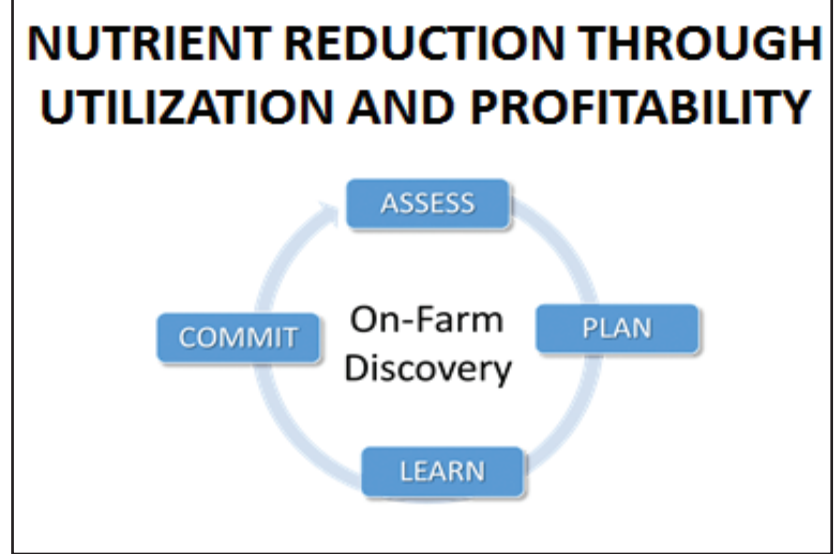 NUTRIENT REDUCTION THROUGH
UTILIZATION AND PROFITABILITY
ASSESS
On-Farm
Discovery
PLAN
COMMIT
LEARN